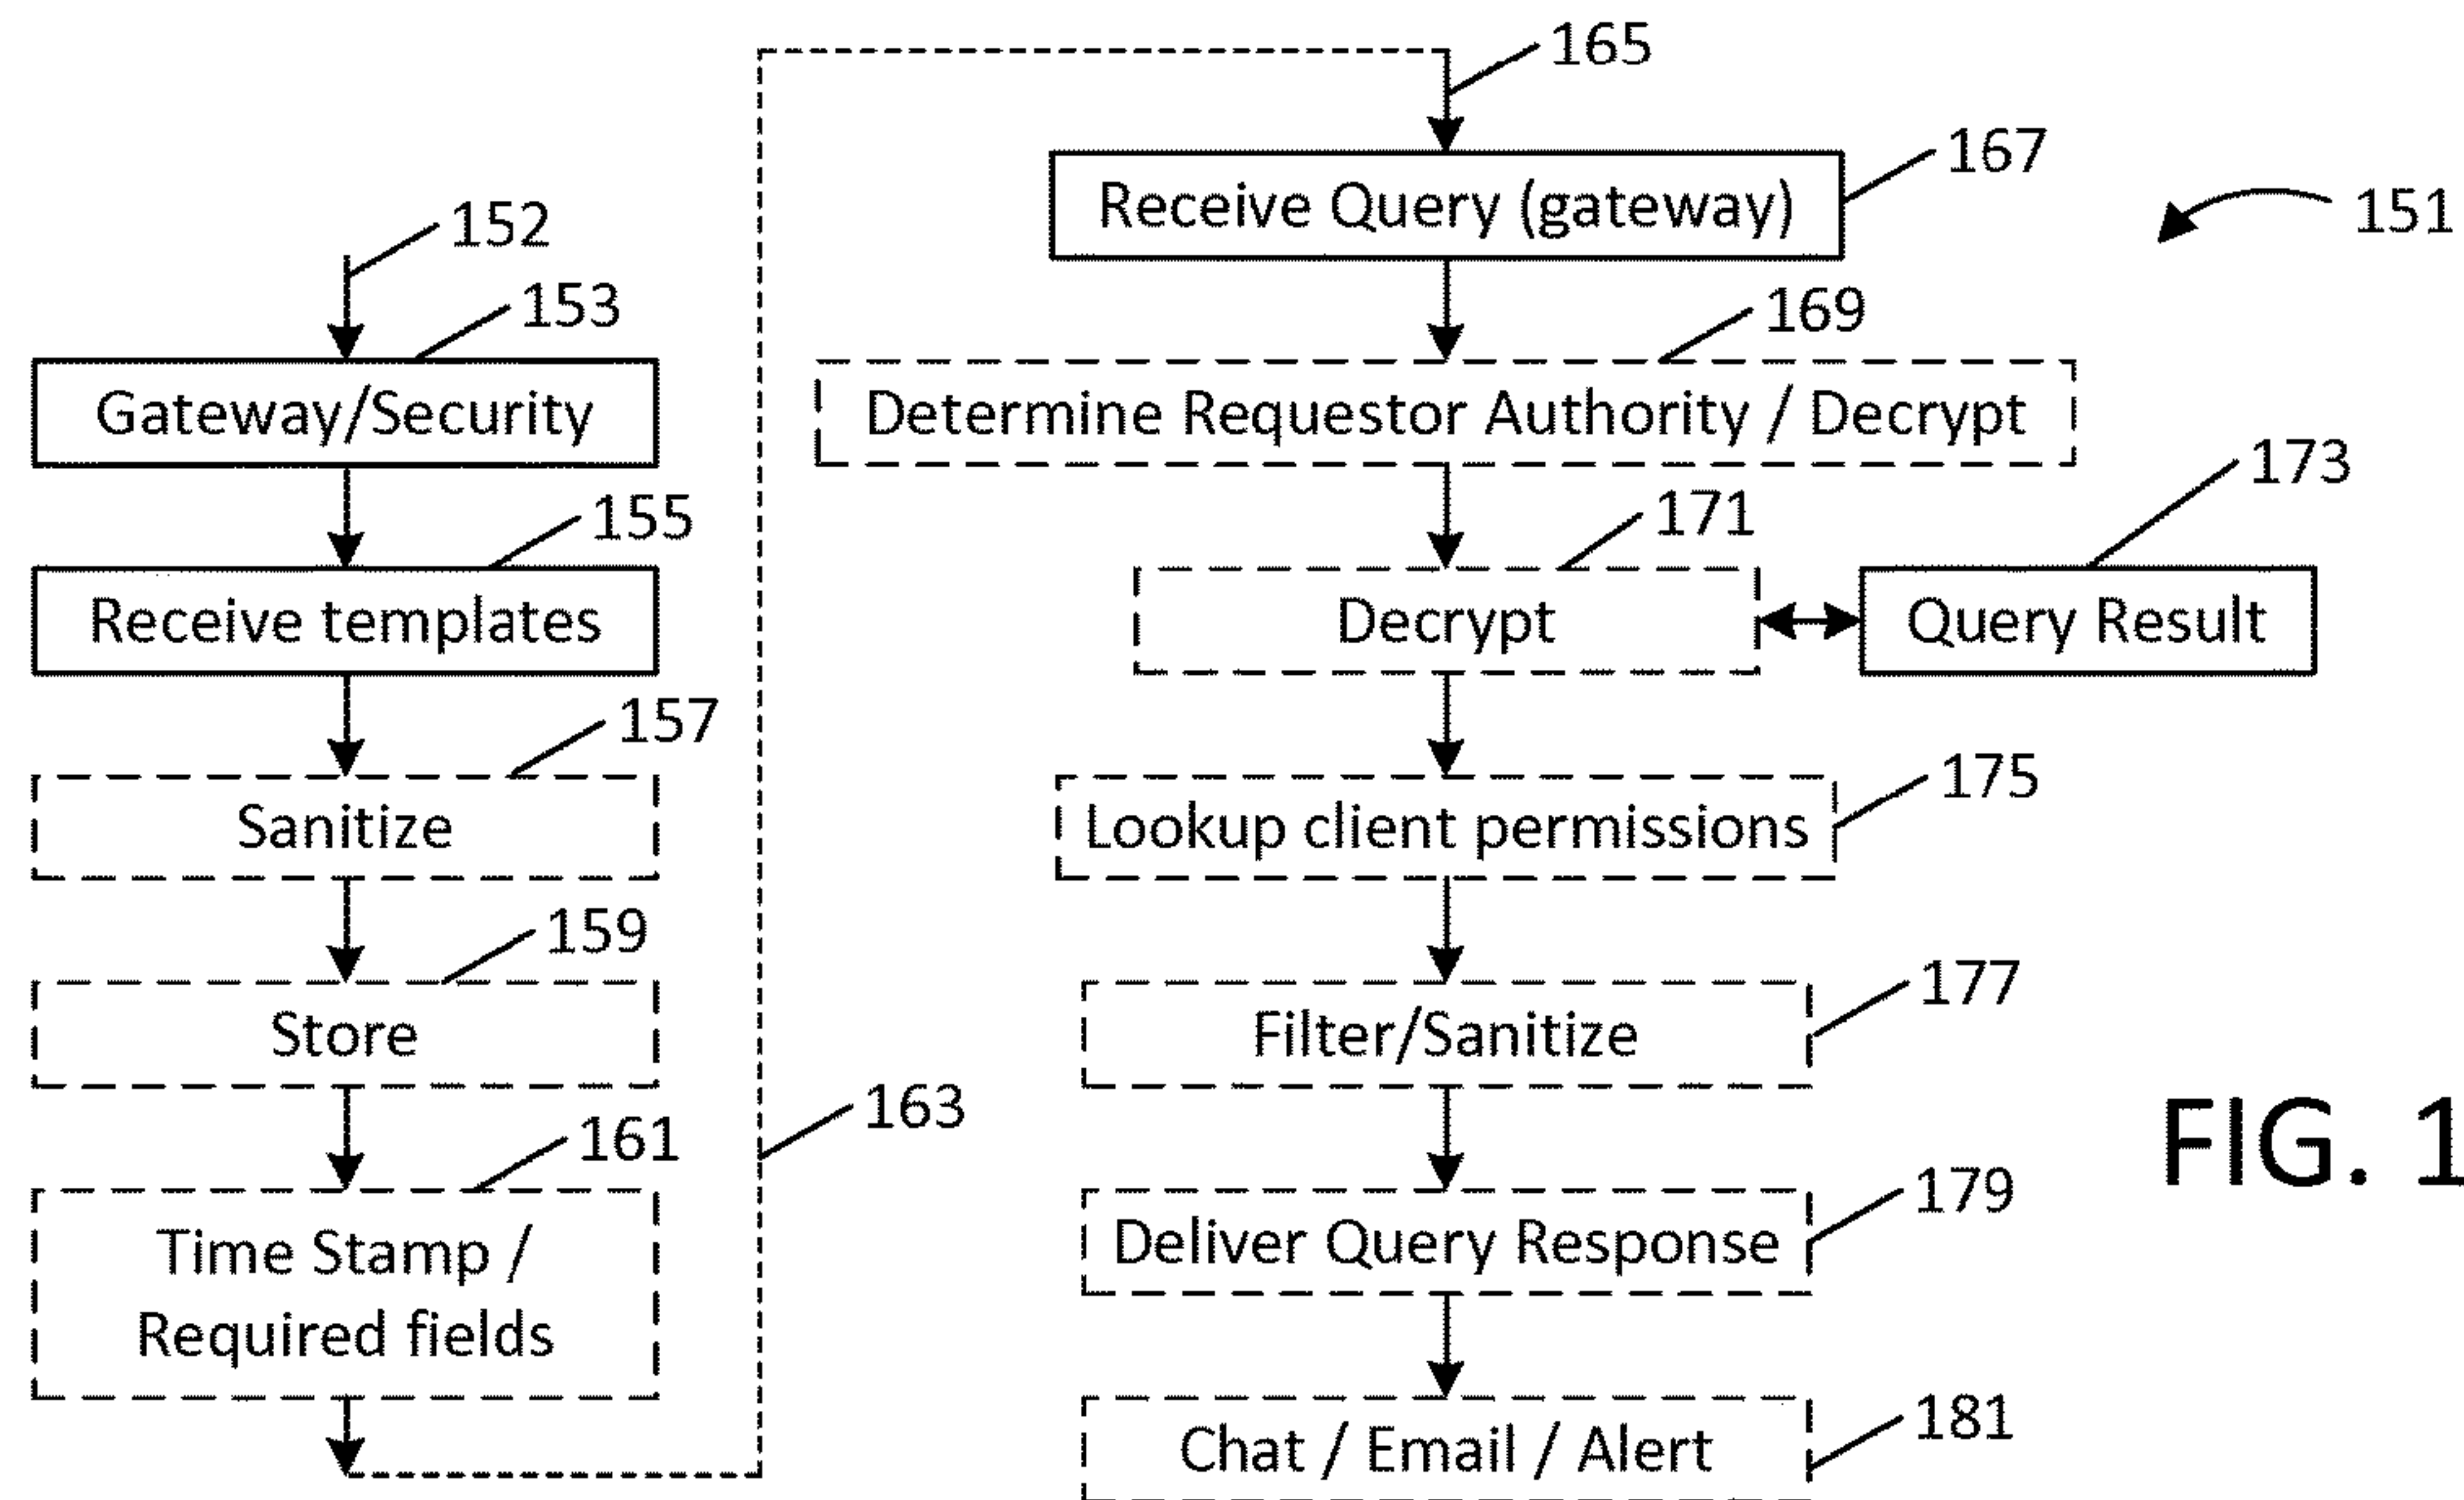 152
153
Gateway/Security
155
Receive templates
157
Sanitize
159
Store
161
Time Stamp /
Required fields
163
165
167
Receive Query (gateway)
151
169
Determine Requestor Authority / Decrypt
171
Decrypt
173
Query Result
175
Lookup client permissions
177
Filter/Sanitize
179
Deliver Query Response
181
Chat / Email / Alert
FIG. 1